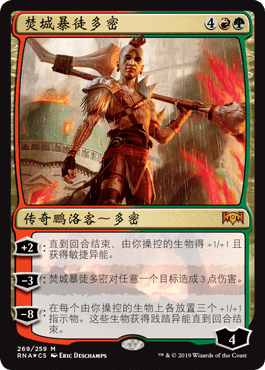 焚城暴徒多密 4
传奇鹏洛客～多密
+2 :直到回合结束,由你操控的生物得+1/+1且
获得敏捷异能。
-3 :焚城暴徒多密对任意一个目标造成3点伤害。
-8 :在每个由你操控的生物上各放置三个+1/+1
指示物。这些生物获得践踏异能直到回合
结束。
4
269/259 M
RNA★CS ERIC DESCHAMPS
™ & © 2019 Wizards of the Coast